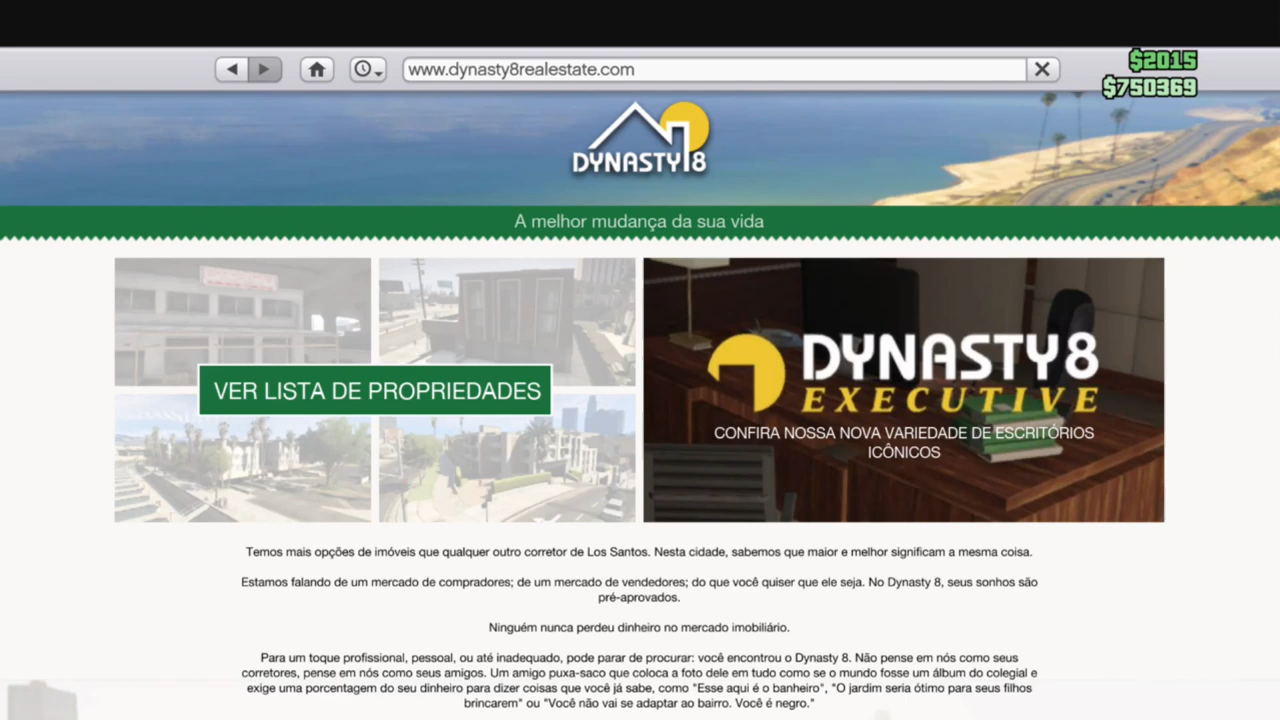 www.dynasty8realestate.com
$2015
$750369
DYNASTY 8
A melhor mudança da sua vida
VER LISTA DE PROPRIEDADES
DYNASTY 8
EXECUTIVE
CONFIRA NOSSA NOVA VARIEDADE DE ESCRITÓRIOS
ICÔNICOS
Temos mais opções de imóveis que qualquer outro corretor de Los Santos. Nesta cidade, sabemos que maior e melhor significam a mesma coisa.
Estamos falando de um mercado de compradores; de um mercado de vendedores; do que você quiser que ele seja. No Dynasty 8, seus sonhos são
pré-aprovados.
Ninguém nunca perdeu dinheiro no mercado imobiliário.
Para um toque profissional, pessoal, ou até inadequado, pode parar de procurar: você encontrou o Dynasty 8. Não pense em nós como seus
corretores, pense em nós como seus amigos. Um amigo puxa-saco que coloca a foto dele em tudo como se o mundo fosse um álbum do colegial e
exige uma porcentagem do seu dinheiro para dizer coisas que você já sabe, como "Esse aqui é o banheiro", "O jardim seria ótimo para seus filhos
brincarem" ou "Você não vai se adaptar ao bairro. Você é negro."